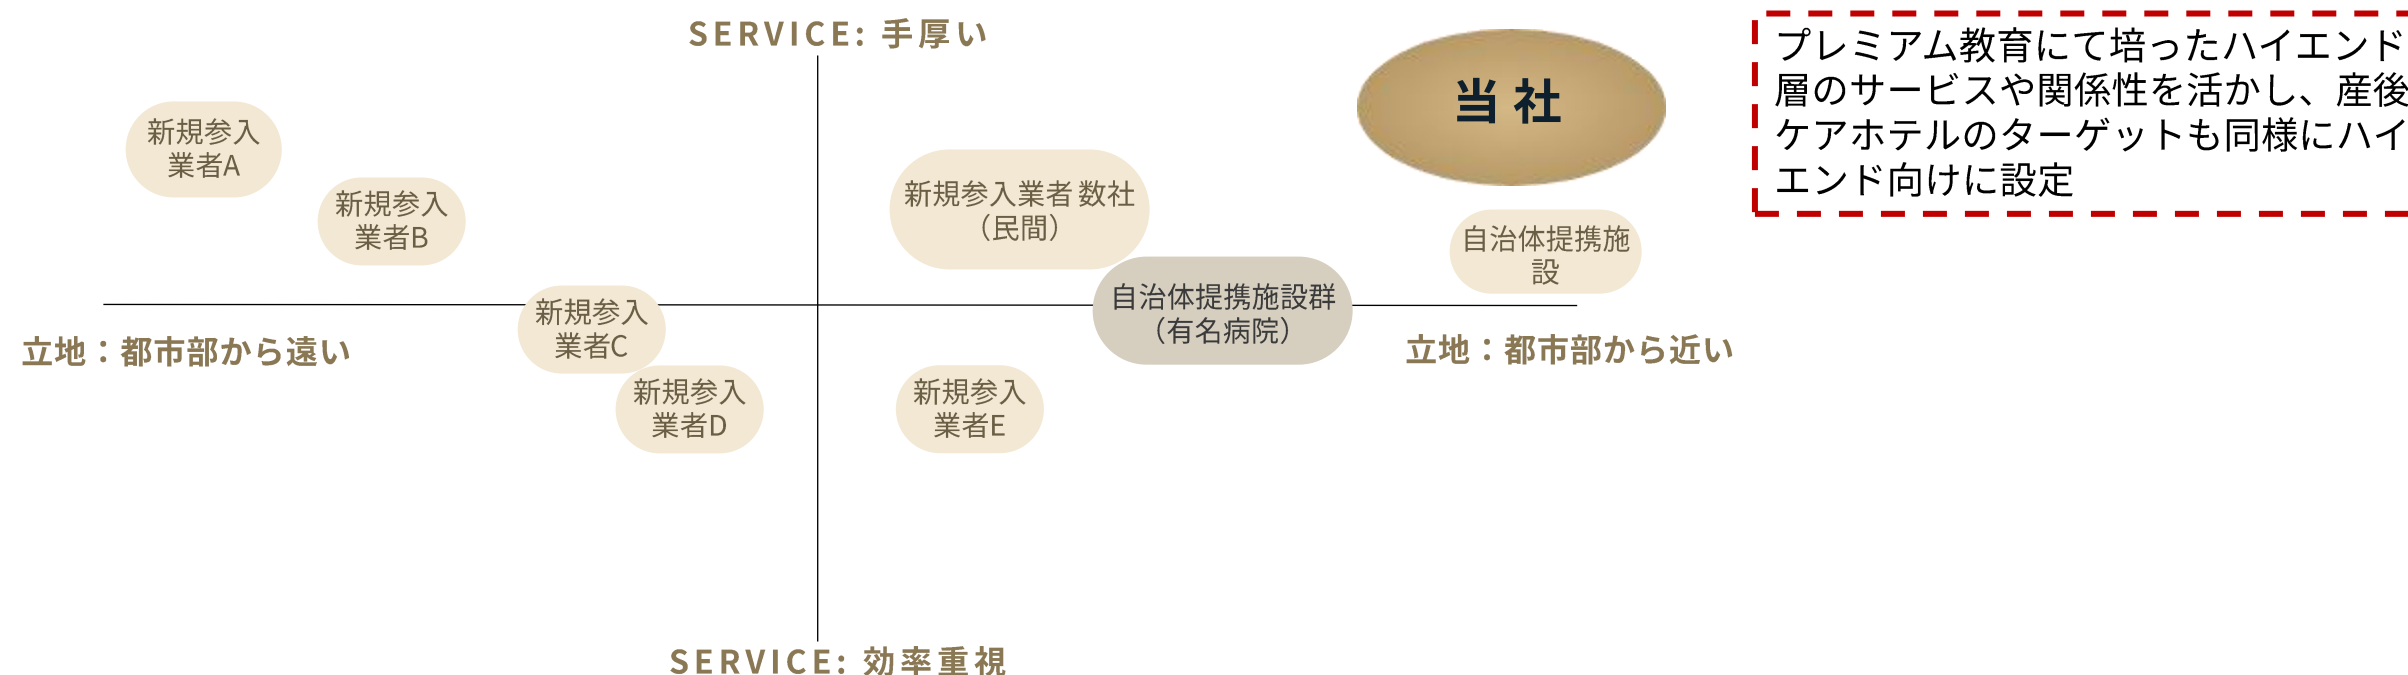 SERVICE: 手厚い
当社
新規参入
業者A
新規参入
業者B
新規参入業者 数社
（民間）
自治体提携施
設
自治体提携施設群
（有名病院）
新規参入
業者C
立地：都市部から遠い
立地：都市部から近い
新規参入
業者D
新規参入
業者E
SERVICE: 効率重視
プレミアム教育にて培ったハイエンド
層のサービスや関係性を活かし、産後
ケアホテルのターゲットも同様にハイ
エンド向けに設定